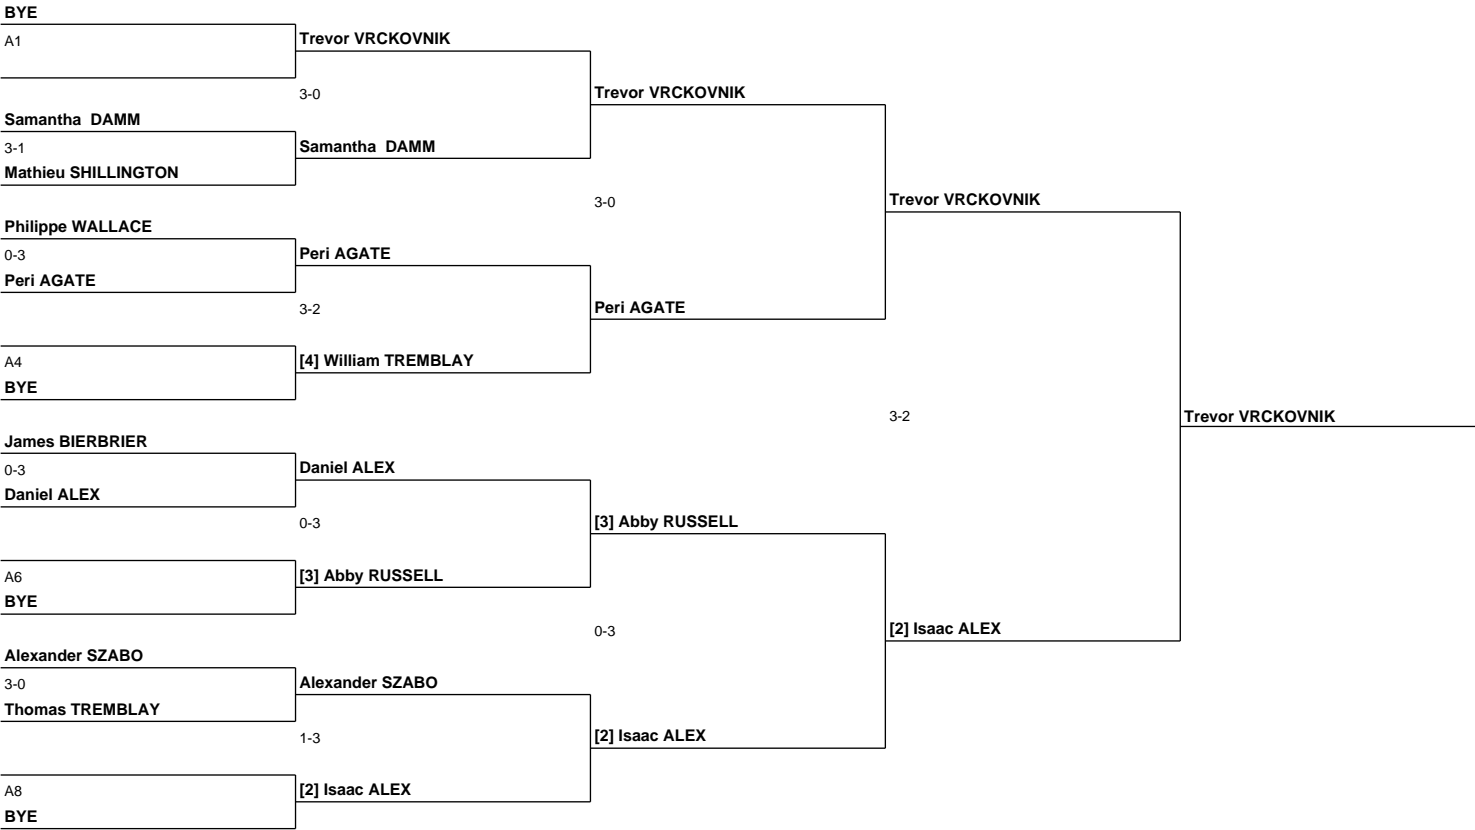 BYE
A1
Trevor VRCKOVNIK
3-0
Trevor VRCKOVNIK
Samantha  DAMM
3-1
Samantha  DAMM
Mathieu SHILLINGTON
3-0
Trevor VRCKOVNIK
Philippe WALLACE
0-3
Peri AGATE
Peri AGATE
3-2
Peri AGATE
A4
[4] William TREMBLAY
BYE
3-2
Trevor VRCKOVNIK
James BIERBRIER
0-3
Daniel ALEX
Daniel ALEX
0-3
[3] Abby RUSSELL
A6
[3] Abby RUSSELL
BYE
0-3
[2] Isaac ALEX
Alexander SZABO
3-0
Alexander SZABO
Thomas TREMBLAY
1-3
[2] Isaac ALEX
A8
[2] Isaac ALEX
BYE